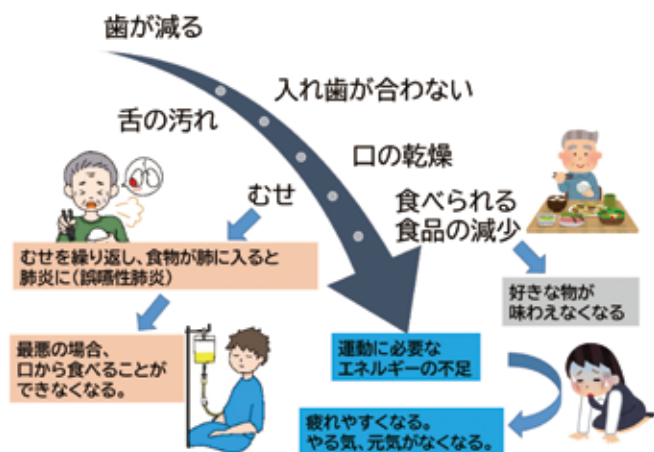 歯が減る
入れ歯が合わない
舌の汚れ
口の乾燥
むせ
食べられる
食品の減少
むせを繰り返し、食物が肺に入ると
肺炎に(誤嚥性肺炎)
好きな物が
味わえなくなる
最悪の場合、
口から食べることが
できなくなる。
運動に必要な
エネルギーの不足
疲れやすくなる。
やる気、元気がなくなる。